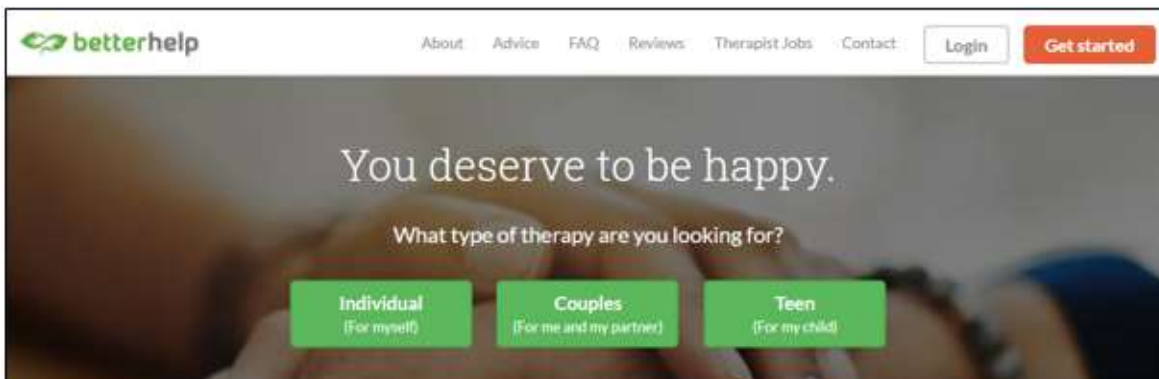 betterhelp About Advice FAQ Reviews Therapist Jobs Contact Login Get started
You deserve to be happy.
What type of therapy are you looking for?
Individual Couples Teen
(For myself) (For me and my partner) (For my child)